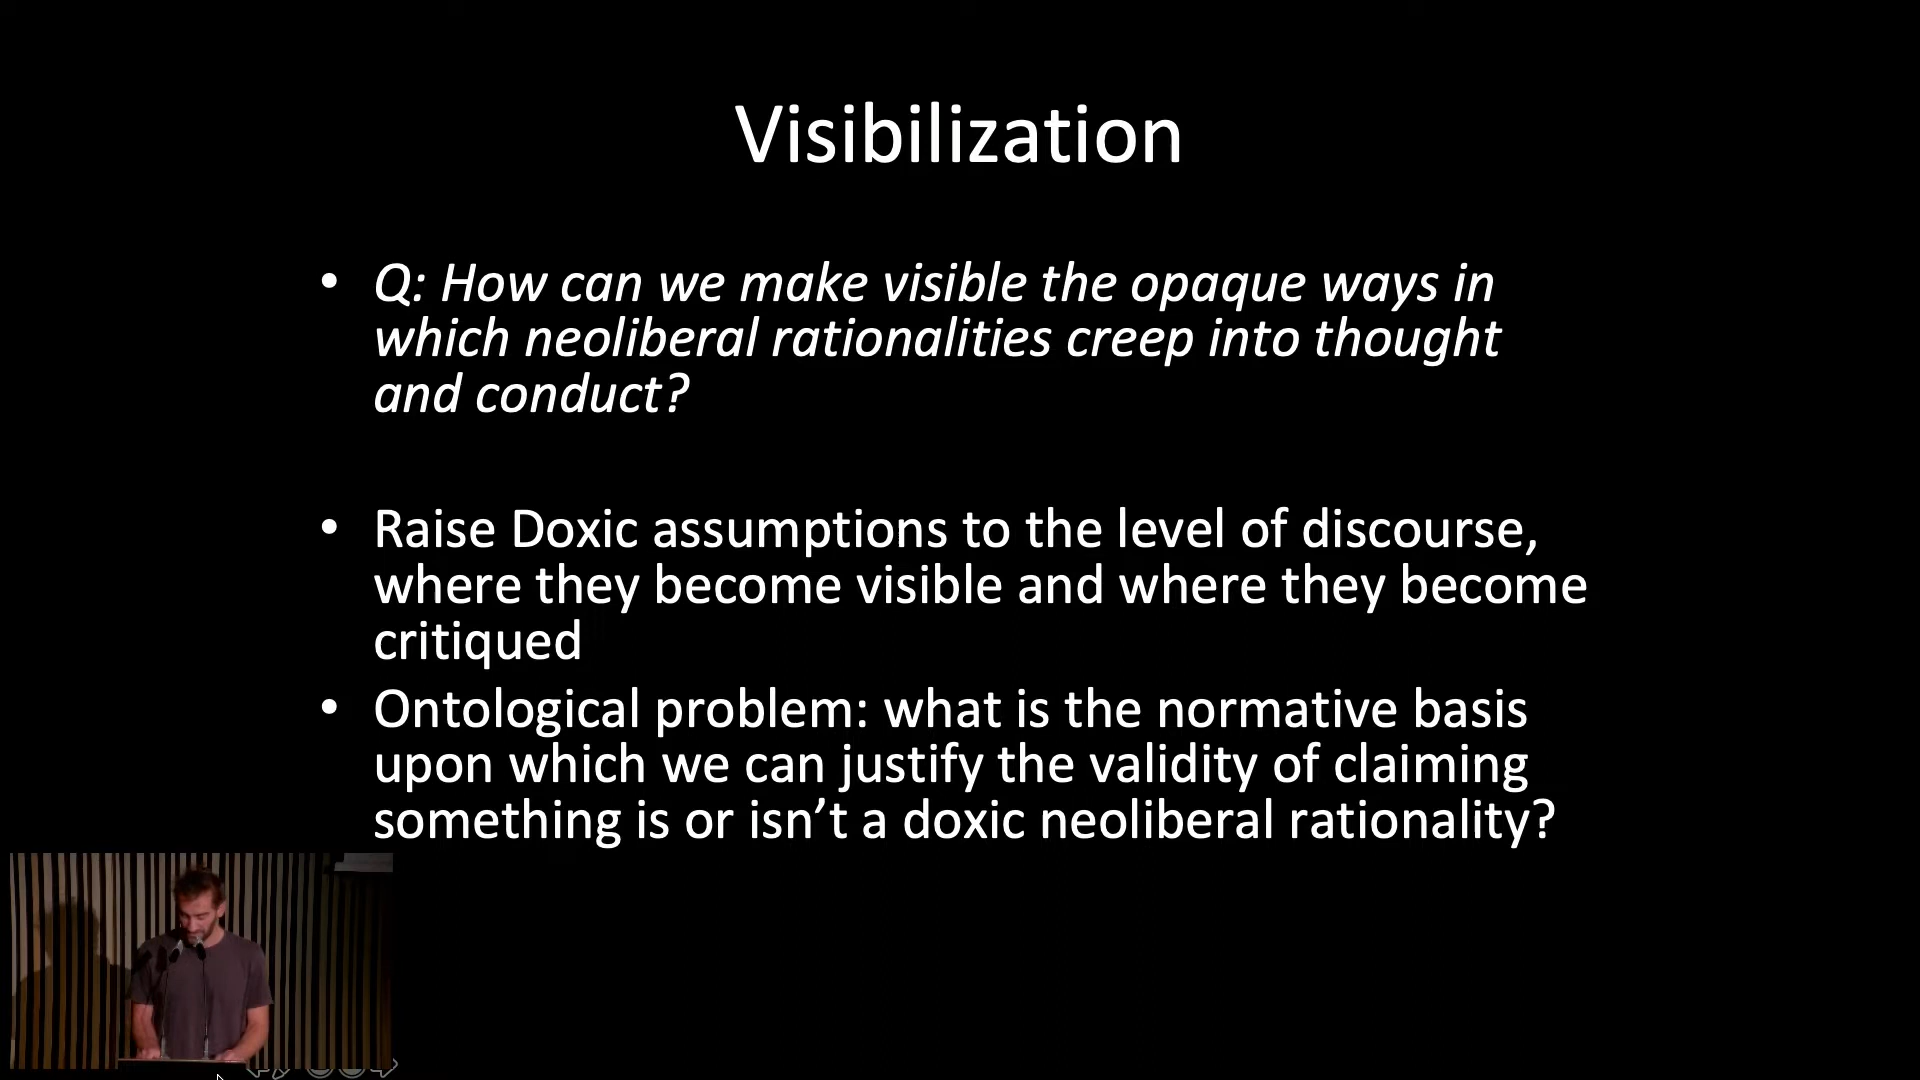 Visibilization
• Q: How can we make visible the opaque ways in
which neoliberal rationalities creep into thought
and conduct?
• Raise Doxic assumptions to the level of discourse,
where they become visible and where they become
critiqued
• Ontological problem: what is the normative basis
upon which we can justify the validity of claiming
something is or isn’t a doxic neoliberal rationality?